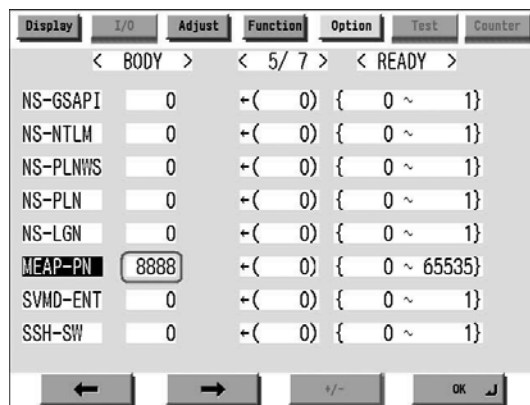 Display I/O Adjust Function Option Test Counter
< BODY > < 5/ 7 > < READY >
NS-GSAPI 0 ←( 0) { 0 ~ 1}
NS-NTLM 0 ←( 0) { 0 ~ 1}
NS-PLNWS 0 ←( 0) { 0 ~ 1}
NS-PLN 0 ←( 0) { 0 ~ 1}
NS-LGN 0 ←( 0) { 0 ~ 1}
MEAP-PN 8888 ←( 0) { 0 ~ 65535}
SVMD-ENT 0 ←( 0) { 0 ~ 1}
SSH-SW 0 ←( 0) { 0 ~ 1}
← → +/- OK ↵